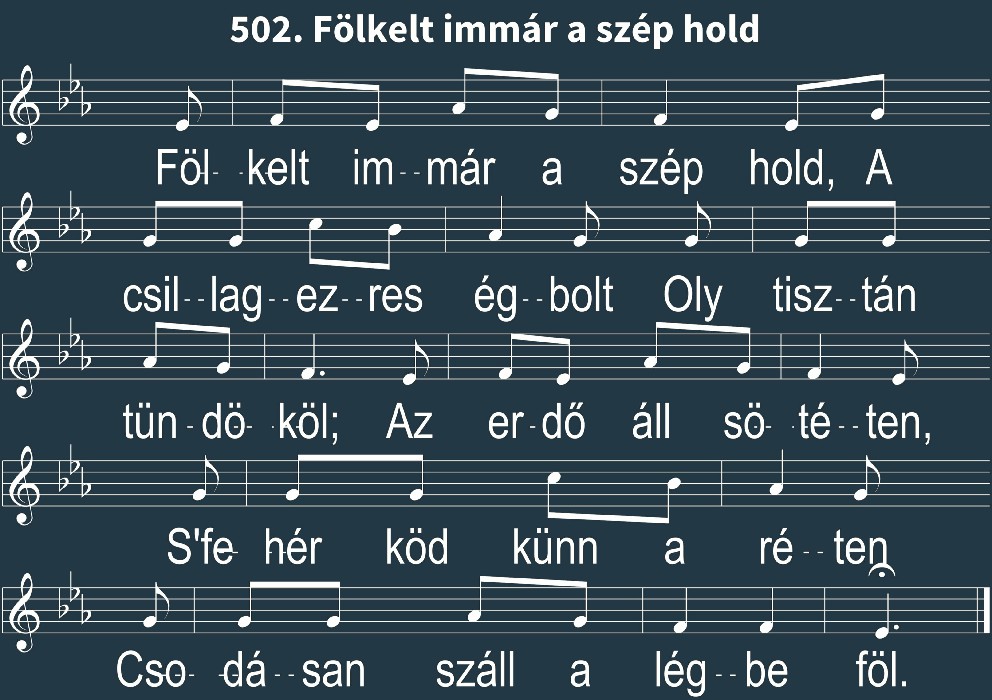 502. Fölkelt immár a szép hold
Föl- -kelt im--már a szép hold, A
csil--lag--ez--res ég--bolt Oly tisz--tán
tün-dö- -köl; Az er-dő áll sö- té--ten,
S'fe- -hér köd künn a ré--ten
Cso- -dá--san száll a lég--be föl.